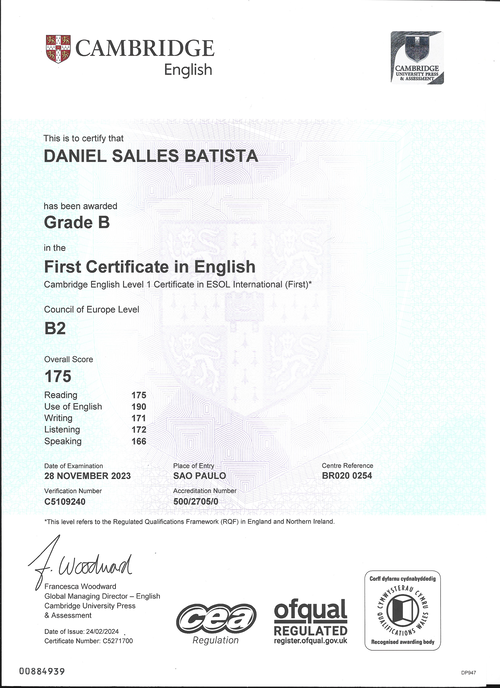 CAMBRIDGE
English
CAMBRIDGE
UNIVERSITY PRESS
& ASSESSMENT
This is to certify that
DANIEL SALLES BATISTA
has been awarded
Grade B
in the
First Certificate in English
Cambridge English Level 1 Certificate in ESOL International (First)*
Council of Europe Level
B2
Overall Score
175
Reading 175
Use of English 190
Writing 171
Listening 172
Speaking 166
Date of Examination Place of Entry Centre Reference
28 NOVEMBER 2023 SAO PAULO BR020 0254
Verification Number Accreditation Number
C5109240 500/2705/0
*This level refers to the Regulated Qualifications Framework (RQF) in England and Northern Ireland.
F. Woodward
Francesca Woodward
Global Managing Director – English
Cambridge University Press
& Assessment
Date of Issue: 24/02/2024
Certificate Number: C5271700
cea
Regulation
ofqual
REGULATED
register.ofqual.gov.uk
Corff dyfarnu cydnabyddedig
CYMWYSTERAU CYMRU
QUALIFICATIONS WALES
Recognised awarding body
00884939
DP947